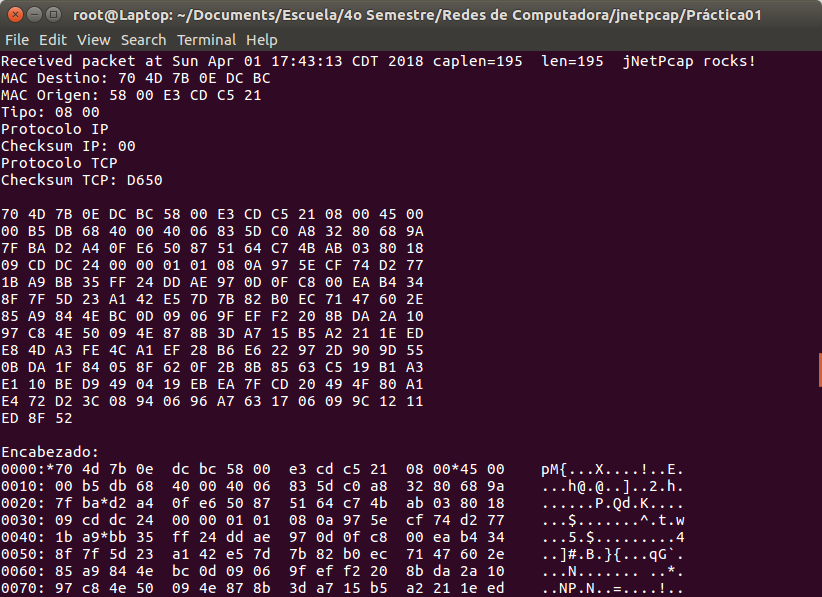 root@Laptop: ~/Documents/Escuela/4o Semestre/Redes de Computadora/jnetpcap/Práctica01
File Edit View Search Terminal Help
Received packet at Sun Apr 01 17:43:13 CDT 2018 caplen=195  len=195  jNetPcap rocks!
MAC Destino: 70 4D 7B 0E DC BC
MAC Origen: 58 00 E3 CD C5 21
Tipo: 08 00
Protocolo IP
Checksum IP: 00
Protocolo TCP
Checksum TCP: D650
70 4D 7B 0E DC BC 58 00 E3 CD C5 21 08 00 45 00
00 B5 DB 68 40 00 40 06 83 5D C0 A8 32 80 68 9A
7F BA D2 A4 0F E6 50 87 51 64 C7 4B AB 03 80 18
09 CD DC 24 00 00 01 01 08 0A 97 5E CF 74 D2 77
1B A9 BB 35 FF 24 DD AE 97 0D 0F C8 00 EA B4 34
8F 7F 5D 23 A1 42 E5 7D 7B 82 B0 EC 71 47 60 2E
85 A9 84 4E BC 0D 09 06 9F EF F2 20 8B DA 2A 10
97 C8 4E 50 09 4E 87 8B 3D A7 15 B5 A2 21 1E ED
E8 4D A3 FE 4C A1 EF 28 B6 E6 22 97 2D 90 9D 55
0B DA 1F 84 05 8F 62 0F 2B 8B 85 63 C5 19 B1 A3
E1 10 BE D9 49 04 19 EB EA 7F CD 20 49 4F 80 A1
E4 72 D2 3C 08 94 06 96 A7 63 17 06 09 9C 12 11
ED 8F 52
Encabezado:
0000:*70 4d 7b 0e  dc bc 58 00  e3 cd c5 21  08 00*45 00    pM{...X....!..E.
0010: 00 b5 db 68  40 00 40 06  83 5d c0 a8  32 80 68 9a    ...h@.@..]..2.h.
0020: 7f ba*d2 a4  0f e6 50 87  51 64 c7 4b  ab 03 80 18    ......P.Qd.K....
0030: 09 cd dc 24  00 00 01 01  08 0a 97 5e  cf 74 d2 77    ...$.......^.t.w
0040: 1b a9*bb 35  ff 24 dd ae  97 0d 0f c8  00 ea b4 34    ...5.$.........4
0050: 8f 7f 5d 23  a1 42 e5 7d  7b 82 b0 ec  71 47 60 2e    ..]#.B.}{...qG`.
0060: 85 a9 84 4e  bc 0d 09 06  9f ef f2 20  8b da 2a 10    ...N....... ..*.
0070: 97 c8 4e 50  09 4e 87 8b  3d a7 15 b5  a2 21 1e ed    ..NP.N..=....!..